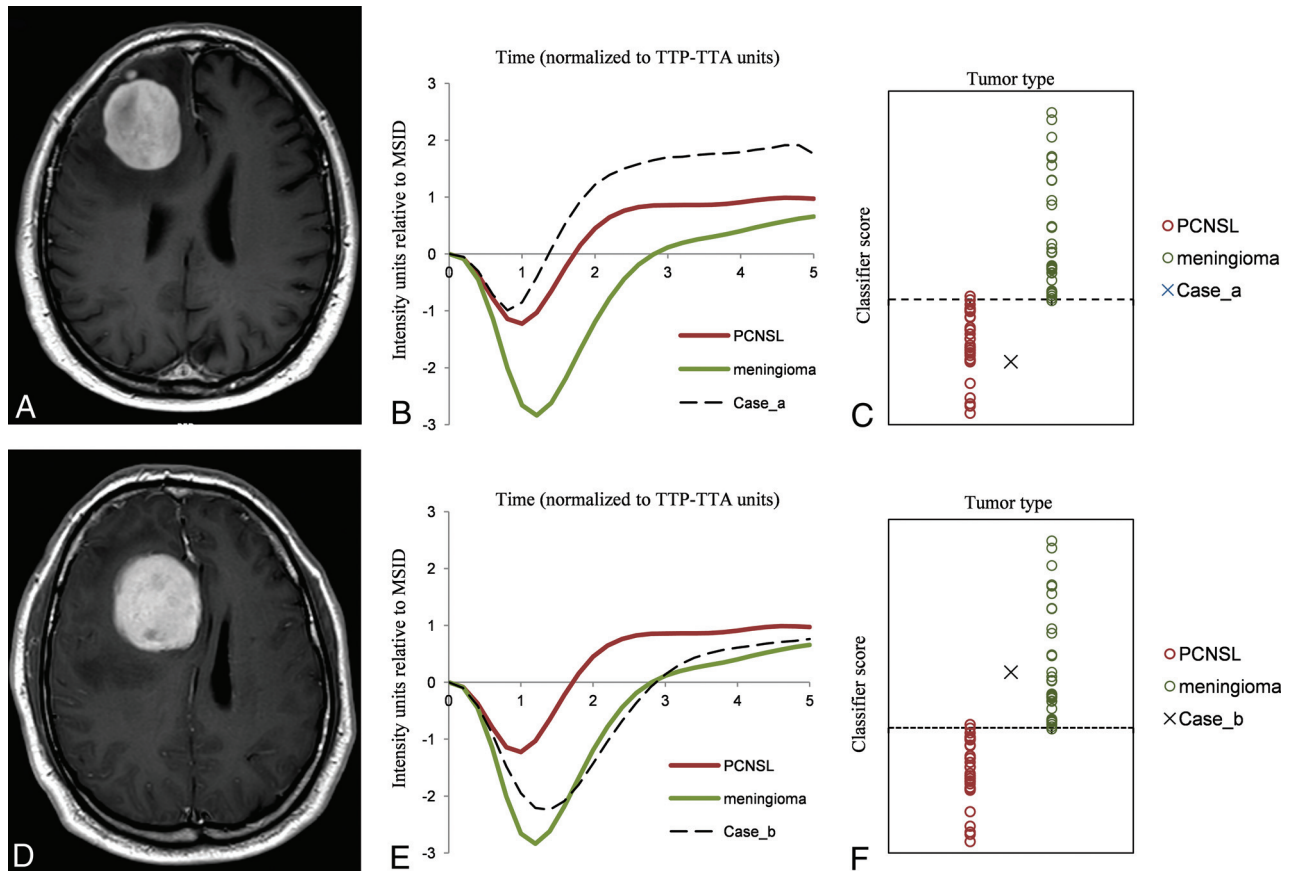 A
Time (normalized to TTP-TTA units)
Intensity units relative to MSID
3
2
1
0
-1
-2
-3
0 1 2 3 4 5
PCNSL
meningioma
Case_a
B
Tumor type
Classifier score
PCNSL
meningioma
Case_a
C
D
Time (normalized to TTP-TTA units)
Intensity units relative to MSID
3
2
1
0
-1
-2
-3
0 1 2 3 4 5
PCNSL
meningioma
Case_b
E
Tumor type
Classifier score
PCNSL
meningioma
Case_b
F